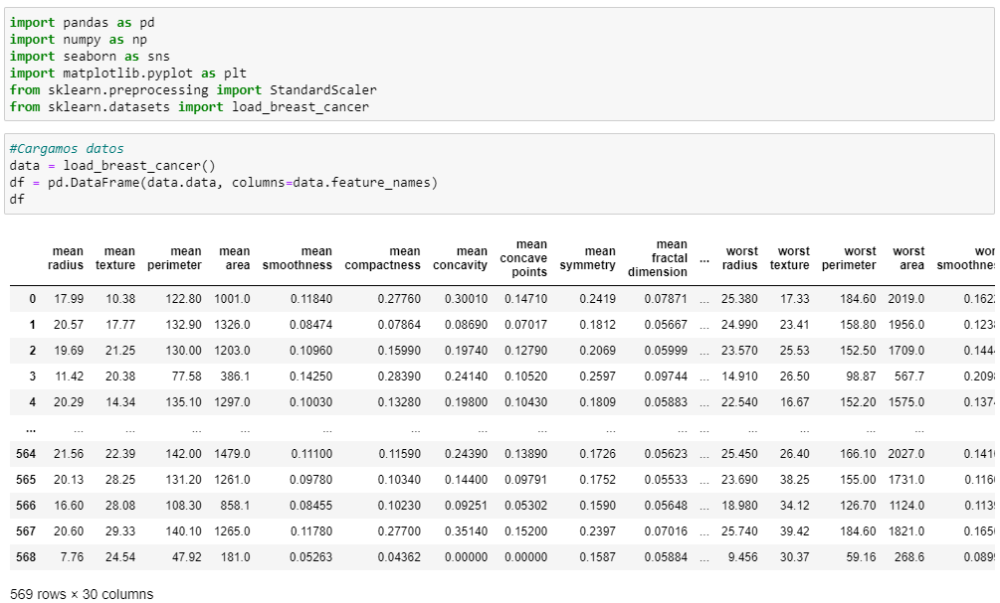 import pandas as pd
import numpy as np
import seaborn as sns
import matplotlib.pyplot as plt
from sklearn.preprocessing import StandardScaler
from sklearn.datasets import load_breast_cancer
#Cargamos datos
data = load_breast_cancer()
df = pd.DataFrame(data.data, columns=data.feature_names)
df
mean radius mean texture mean perimeter mean area mean smoothness mean compactness mean concavity mean concave points mean symmetry mean fractal dimension ... worst radius worst texture worst perimeter worst area
0 17.99 10.38 122.80 1001.0 0.11840 0.27760 0.30010 0.14710 0.2419 0.07871 ... 25.380 17.33 184.60 2019.0 0.162
1 20.57 17.77 132.90 1326.0 0.08474 0.07864 0.08690 0.07017 0.1812 0.05667 ... 24.990 23.41 158.80 1956.0 0.123
2 19.69 21.25 130.00 1203.0 0.10960 0.15990 0.19740 0.12790 0.2069 0.05999 ... 23.570 25.53 152.50 1709.0 0.144
3 11.42 20.38 77.58 386.1 0.14250 0.28390 0.24140 0.10520 0.2597 0.09744 ... 14.910 26.50 98.87 567.7 0.209
4 20.29 14.34 135.10 1297.0 0.10030 0.13280 0.19800 0.10430 0.1809 0.05883 ... 22.540 16.67 152.20 1575.0 0.137
... ... ... ... ... ... ... ... ... ... ... ... ... ... ... ...
564 21.56 22.39 142.00 1479.0 0.11100 0.11590 0.24390 0.13890 0.1726 0.05623 ... 25.450 26.40 166.10 2027.0 0.141
565 20.13 28.25 131.20 1261.0 0.09780 0.10340 0.14400 0.09791 0.1752 0.05533 ... 23.690 38.25 155.00 1731.0 0.116
566 16.60 28.08 108.30 858.1 0.08455 0.10230 0.09251 0.05302 0.1590 0.05648 ... 18.980 34.12 126.70 1124.0 0.113
567 20.60 29.33 140.10 1265.0 0.11780 0.27700 0.35140 0.15200 0.2397 0.07016 ... 25.740 39.42 184.60 1821.0 0.165
568 7.76 24.54 47.92 181.0 0.05263 0.04362 0.00000 0.00000 0.1587 0.05884 ... 9.456 30.37 59.16 268.6 0.089
569 rows × 30 columns